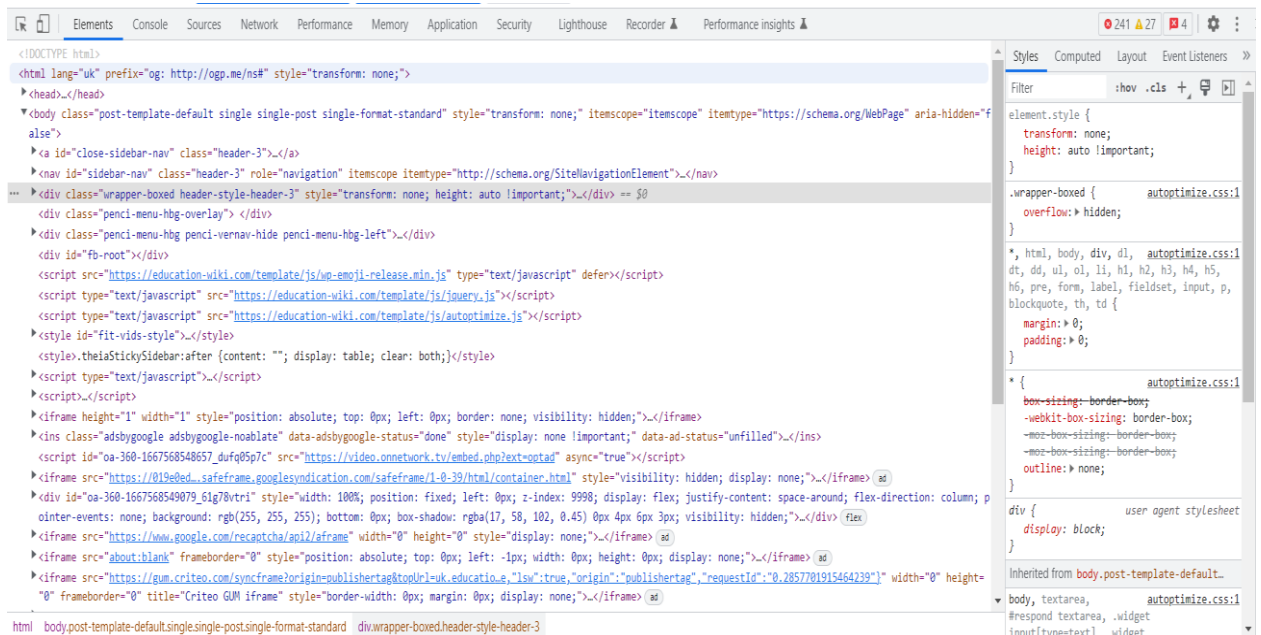 Elements Console Sources Network Performance Memory Application Security Lighthouse Recorder Performance insights 241 27 4
<!DOCTYPE html>
<html lang="uk" prefix="og: http://ogp.me/ns#" style="transform: none;">
<head>…</head>
<body class="post-template-default single single-post single-format-standard" style="transform: none;" itemscope="itemscope" itemtype="https://schema.org/WebPage" aria-hidden="f
alse">
<a id="close-sidebar-nav" class="header-3">…</a>
<nav id="sidebar-nav" class="header-3" role="navigation" itemscope itemtype="http://schema.org/SiteNavigationElement">…</nav>
<div class="wrapper-boxed header-style-header-3" style="transform: none; height: auto !important;">…</div> == $0
<div class="penci-menu-hbg-overlay"> </div>
<div class="penci-menu-hbg penci-vernav-hide penci-menu-hbg-left">…</div>
<div id="fb-root"></div>
<script src="https://education-wiki.com/template/js/wp-emoji-release.min.js" type="text/javascript" defer></script>
<script type="text/javascript" src="https://education-wiki.com/template/js/jquery.js"></script>
<script type="text/javascript" src="https://education-wiki.com/template/js/autoptimize.js"></script>
<style id="fit-vids-style">…</style>
<style>.theiaStickySidebar:after {content: ""; display: table; clear: both;}</style>
<script type="text/javascript">…</script>
<script>…</script>
<iframe height="1" width="1" style="position: absolute; top: 0px; left: 0px; border: none; visibility: hidden;">…</iframe>
<ins class="adsbygoogle adsbygoogle-noablate" data-adsbygoogle-status="done" style="display: none !important;" data-ad-status="unfilled">…</ins>
<script id="oa-360-1667568548657_dufq05p7c" src="https://video.onnetwork.tv/embed.php?ext=optad" async="true"></script>
<iframe src="https://019e0ed….safeframe.googlesyndication.com/safeframe/1-0-39/html/container.html" style="visibility: hidden; display: none;">…</iframe> ad
<div id="oa-360-1667568549079_61g78vtri" style="width: 100%; position: fixed; left: 0px; z-index: 9998; display: flex; justify-content: space-around; flex-direction: column; p
ointer-events: none; background: rgb(255, 255, 255); bottom: 0px; box-shadow: rgba(17, 58, 102, 0.45) 0px 4px 6px 3px; visibility: hidden;">…</div> flex
<iframe src="https://www.google.com/recaptcha/api2/aframe" width="0" height="0" style="display: none;">…</iframe> ad
<iframe src="about:blank" frameborder="0" style="position: absolute; top: 0px; left: -1px; width: 0px; height: 0px; display: none;">…</iframe> ad
<iframe src="https://gum.criteo.com/syncframe?origin=publishertag&topUrl=uk.educatio…e,"lsw":true,"origin":"publishertag","requestId":"0.2857701915464239"}" width="0" height=
"0" frameborder="0" title="Criteo GUM iframe" style="border-width: 0px; margin: 0px; display: none;">…</iframe> ad
html body.post-template-default.single.single-post.single-format-standard div.wrapper-boxed.header-style-header-3
Styles Computed Layout Event Listeners »
Filter :hov .cls +
element.style {
transform: none;
height: auto !important;
}
.wrapper-boxed { autoptimize.css:1
overflow: hidden;
}
*, html, body, div, dl, autoptimize.css:1
dt, dd, ul, ol, li, h1, h2, h3, h4, h5,
h6, pre, form, label, fieldset, input, p,
blockquote, th, td {
margin: 0;
padding: 0;
}
* { autoptimize.css:1
box-sizing: border-box;
-webkit-box-sizing: border-box;
-moz-box-sizing: border-box;
-moz-box-sizing: border-box;
outline: none;
}
div { user agent stylesheet
display: block;
}
Inherited from body.post-template-default…
body, textarea, autoptimize.css:1
#respond textarea, .widget
input[type=text], .widget